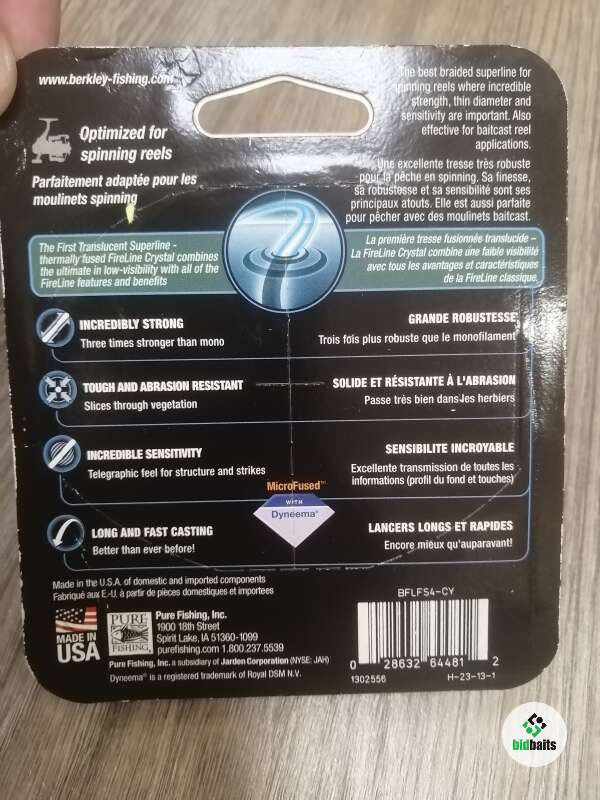 www.berkley-fishing.com
The best braided superline for
spinning reels where incredible
strength, thin diameter and
sensitivity are important. Also
effective for baitcast reel
applications.
Optimized for
spinning reels
Parfaitement adaptée pour les
moulinets spinning
Une excellente tresse très robuste
pour la pêche en spinning. Sa finesse,
sa robustesse et sa sensibilité sont ses
principaux atouts. Elle est aussi parfaite
pour pêcher avec des moulinets baitcast.
The First Translucent Superline -
thermally fused FireLine Crystal combines
the ultimate in low-visibility with all of the
FireLine features and benefits
La première tresse fusionnée translucide –
La FireLine Crystal combine une faible visibilité
avec tous les avantages et caractéristiques
de la FireLine classique.
INCREDIBLY STRONG
Three times stronger than mono
GRANDE ROBUSTESSE
Trois fois plus robuste que le monofilament
TOUGH AND ABRASION RESISTANT
Slices through vegetation
SOLIDE ET RÉSISTANTE À L'ABRASION
Passe très bien dans les herbiers
INCREDIBLE SENSITIVITY
Telegraphic feel for structure and strikes
SENSIBILITE INCROYABLE
Excellente transmission de toutes les
informations (profil du fond et touches)
MicroFused™
WITH
Dyneema®
LONG AND FAST CASTING
Better than ever before!
LANCERS LONGS ET RAPIDES
Encore mieux qu'auparavant!
Made in the U.S.A. of domestic and imported components
Fabriqué aux E.-U. à partir de pièces domestiques et importées
MADE IN
USA
PURE
FISHING
Pure Fishing, Inc.
1900 18th Street
Spirit Lake, IA 51360-1099
purefishing.com 1.800.237.5539
Pure Fishing, Inc. a subsidiary of Jarden Corporation (NYSE: JAH)
Dyneema® is a registered trademark of Royal DSM N.V.
BFLFS4-CY
0 28632 64481 2
1302556 H-23-13-1
bidbaits